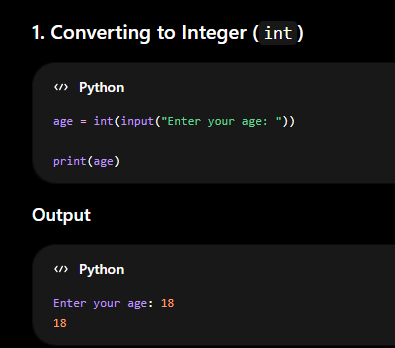 1. Converting to Integer (int)
</> Python
age = int(input("Enter your age: "))
print(age)
Output
</> Python
Enter your age: 18
18